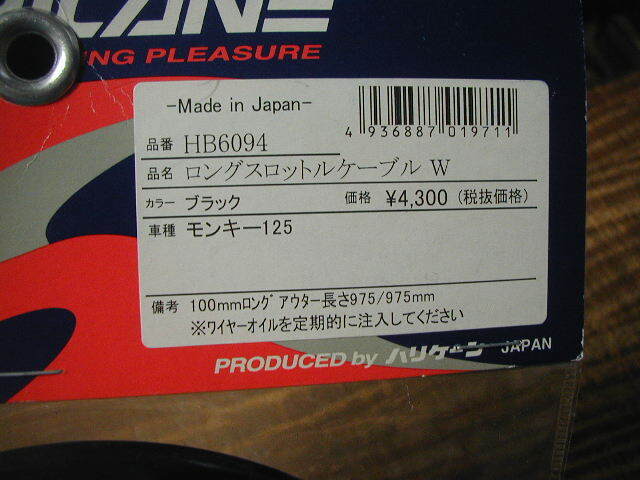 ICANE
ING PLEASURE
-Made in Japan-
4 936887 019711
品番 HB6094
品名 ロングスロットルケーブル W
カラー ブラック 価格 ¥4,300 (税抜価格)
車種 モンキー125
備考 100mmロングアウター長さ975/975mm
※ワイヤーオイルを定期的に注入してください
PRODUCED by ハリケーン JAPAN